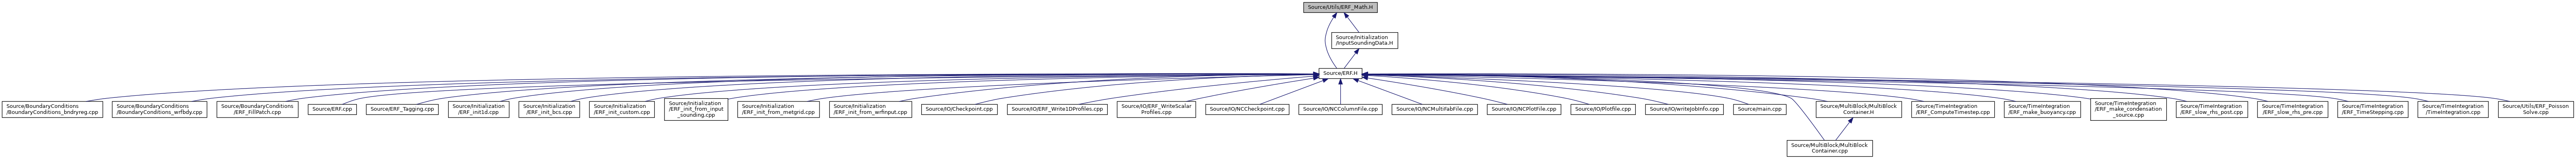 Source/Utils/ERF_Math.H
Source/Initialization
/InputSoundingData.H
Source/ERF.H
Source/BoundaryConditions
/BoundaryConditions_bndryreg.cpp
Source/BoundaryConditions
/BoundaryConditions_wrfbdy.cpp
Source/BoundaryConditions
/ERF_FillPatch.cpp
Source/ERF.cpp
Source/ERF_Tagging.cpp
Source/Initialization
/ERF_init1d.cpp
Source/Initialization
/ERF_init_bcs.cpp
Source/Initialization
/ERF_init_custom.cpp
Source/Initialization
/ERF_init_from_input
_sounding.cpp
Source/Initialization
/ERF_init_from_metgrid.cpp
Source/Initialization
/ERF_init_from_wrfinput.cpp
Source/IO/Checkpoint.cpp
Source/IO/ERF_Write1DProfiles.cpp
Source/IO/ERF_WriteScalar
Profiles.cpp
Source/IO/NCCheckpoint.cpp
Source/IO/NCColumnFile.cpp
Source/IO/NCMultiFabFile.cpp
Source/IO/NCPlotFile.cpp
Source/IO/Plotfile.cpp
Source/IO/writeJobInfo.cpp
Source/main.cpp
Source/MultiBlock/MultiBlock
Container.H
Source/TimeIntegration
/ERF_ComputeTimestep.cpp
Source/TimeIntegration
/ERF_make_buoyancy.cpp
Source/TimeIntegration
/ERF_make_condensation
_source.cpp
Source/TimeIntegration
/ERF_slow_rhs_post.cpp
Source/TimeIntegration
/ERF_slow_rhs_pre.cpp
Source/TimeIntegration
/ERF_TimeStepping.cpp
Source/TimeIntegration
/TimeIntegration.cpp
Source/Utils/ERF_Poisson
Solve.cpp
Source/MultiBlock/MultiBlock
Container.cpp